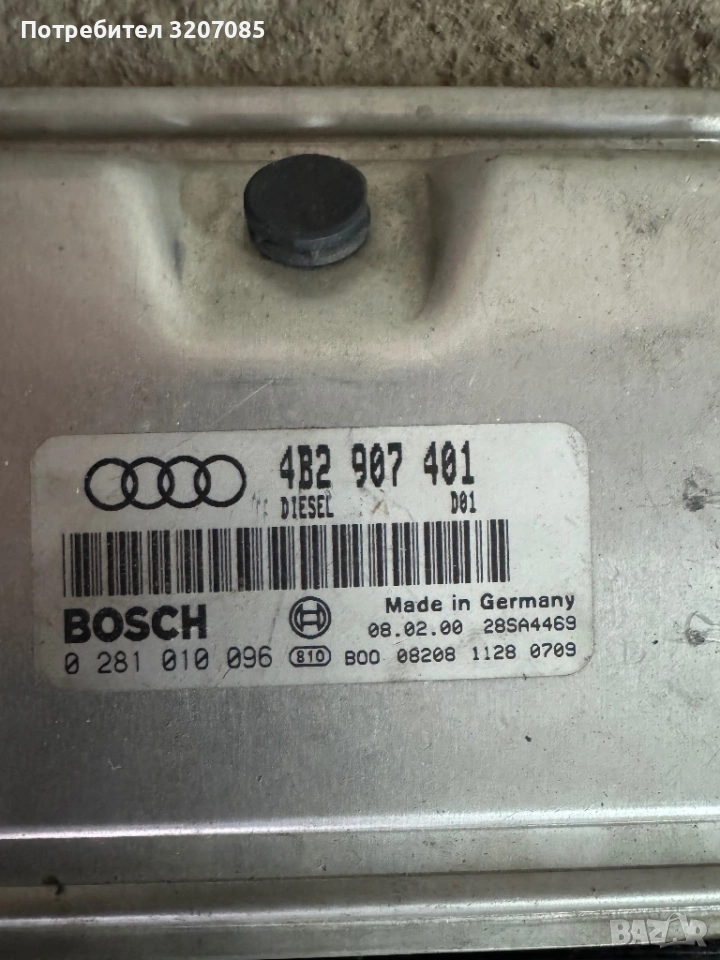 Потребител 3207085
4B2 907 401
DIESEL D01
BOSCH
Made in Germany
08.02.00 28SA4469
0 281 010 096 810 B00 08208 1128 0709
BAZAR